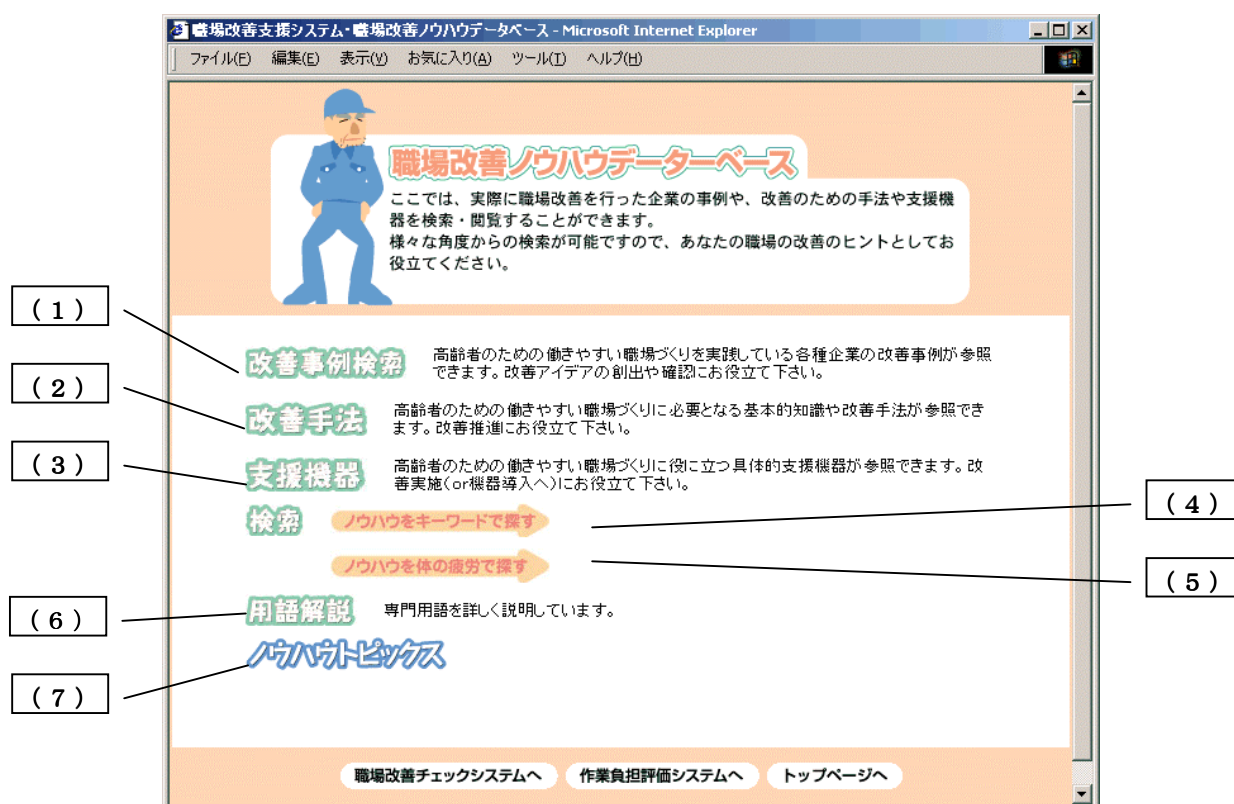 職場改善支援システム・職場改善ノウハウデータベース - Microsoft Internet Explorer
ファイル(F) 編集(E) 表示(V) お気に入り(A) ツール(T) ヘルプ(H)
職場改善ノウハウデーターベース
ここでは、実際に職場改善を行った企業の事例や、改善のための手法や支援機
器を検索・閲覧することができます。
様々な角度からの検索が可能ですので、あなたの職場の改善のヒントとしてお
役立てください。
(1)
改善事例検索
高齢者のための働きやすい職場づくりを実践している各種企業の改善事例が参照
できます。改善アイデアの創出や確認にお役立て下さい。
(2)
改善手法
高齢者のための働きやすい職場づくりに必要となる基本的知識や改善手法が参照でき
ます。改善推進にお役立て下さい。
(3)
支援機器
高齢者のための働きやすい職場づくりに役に立つ具体的支援機器が参照できます。改
善実施(or機器導入へ)にお役立て下さい。
検索
ノウハウをキーワードで探す
(4)
ノウハウを体の疲労で探す
(5)
(6)
用語解説
専門用語を詳しく説明しています。
ノウハウトピックス
(7)
職場改善チェックシステムへ 作業負担評価システムへ トップページへ